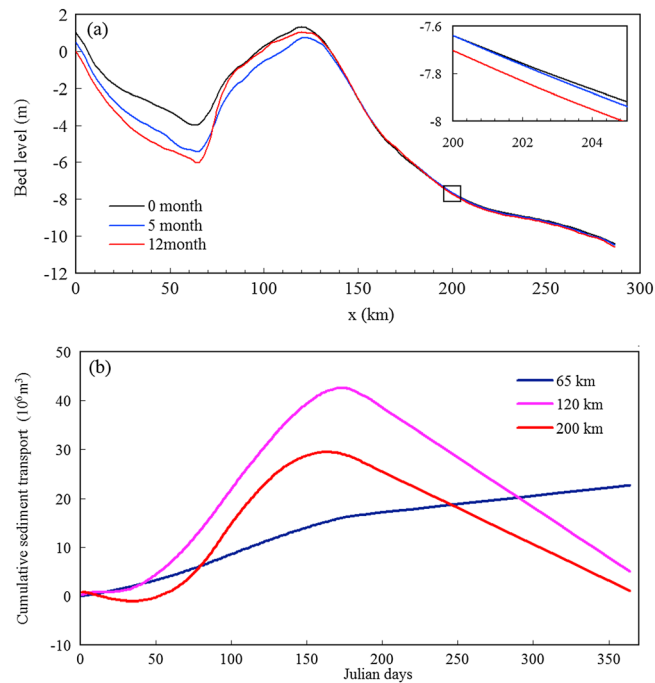 (a)
2
0
-2
-4
-6
-8
-10
-12
Bed level (m)
0 month
5 month
12month
-7.6
-7.8
-8
200 202 204
0 50 100 150 200 250 300
x (km)
(b)
50
40
30
20
10
0
-10
Cumulative sediment transport (10⁶m³)
65 km
120 km
200 km
0 50 100 150 200 250 300 350
Julian days